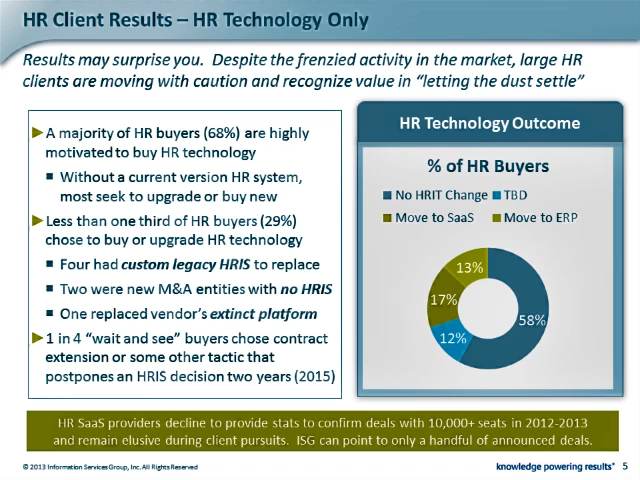 HR Client Results – HR Technology Only
Results may surprise you. Despite the frenzied activity in the market, large HR
clients are moving with caution and recognize value in “letting the dust settle”
A majority of HR buyers (68%) are highly
motivated to buy HR technology
Without a current version HR system,
most seek to upgrade or buy new
Less than one third of HR buyers (29%)
chose to buy or upgrade HR technology
Four had custom legacy HRIS to replace
Two were new M&A entities with no HRIS
One replaced vendor’s extinct platform
1 in 4 “wait and see” buyers chose contract
extension or some other tactic that
postpones an HRIS decision two years (2015)
HR Technology Outcome
% of HR Buyers
No HRIT Change TBD
Move to SaaS Move to ERP
13%
17%
58%
12%
HR SaaS providers decline to provide stats to confirm deals with 10,000+ seats in 2012-2013
and remain elusive during client pursuits. ISG can point to only a handful of announced deals.
© 2013 Information Services Group, Inc. All Rights Reserved
knowledge powering results® 5